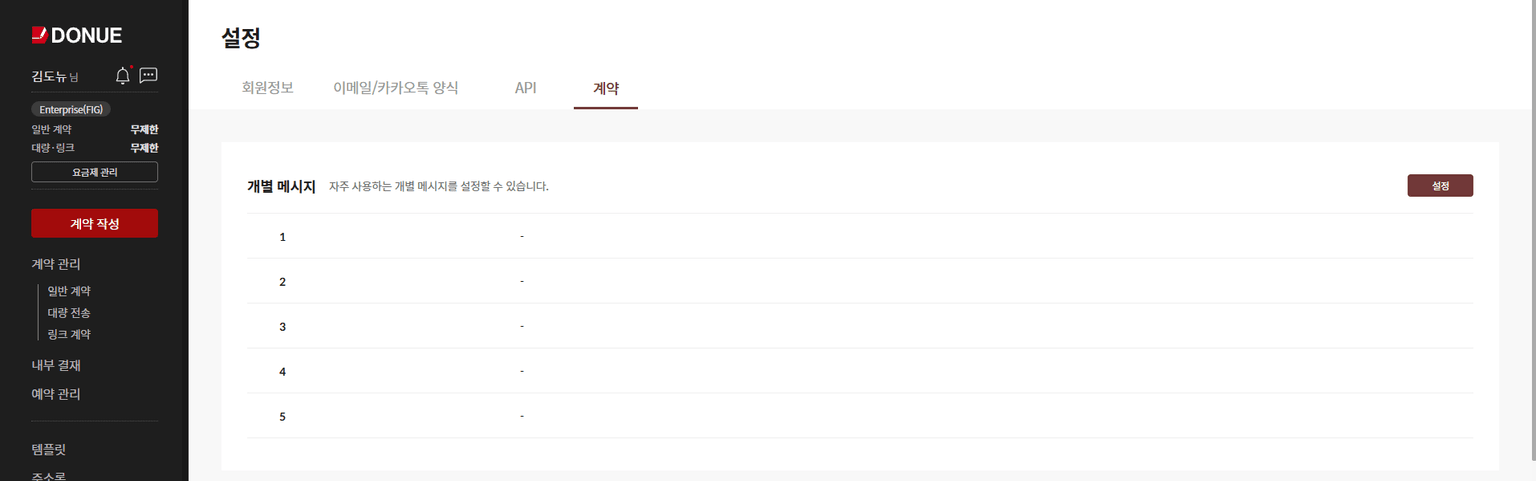 DONUE
김도뉴 님
Enterprise(FIG)
일반 계약 무제한
대량·링크 무제한
요금제 관리
계약 작성
계약 관리
일반 계약
대량 전송
링크 계약
내부 결재
예약 관리
템플릿
주소록
설정
회원정보 이메일/카카오톡 양식 API 계약
개별 메시지 자주 사용하는 개별 메시지를 설정할 수 있습니다. 설정
1 -
2 -
3 -
4 -
5 -